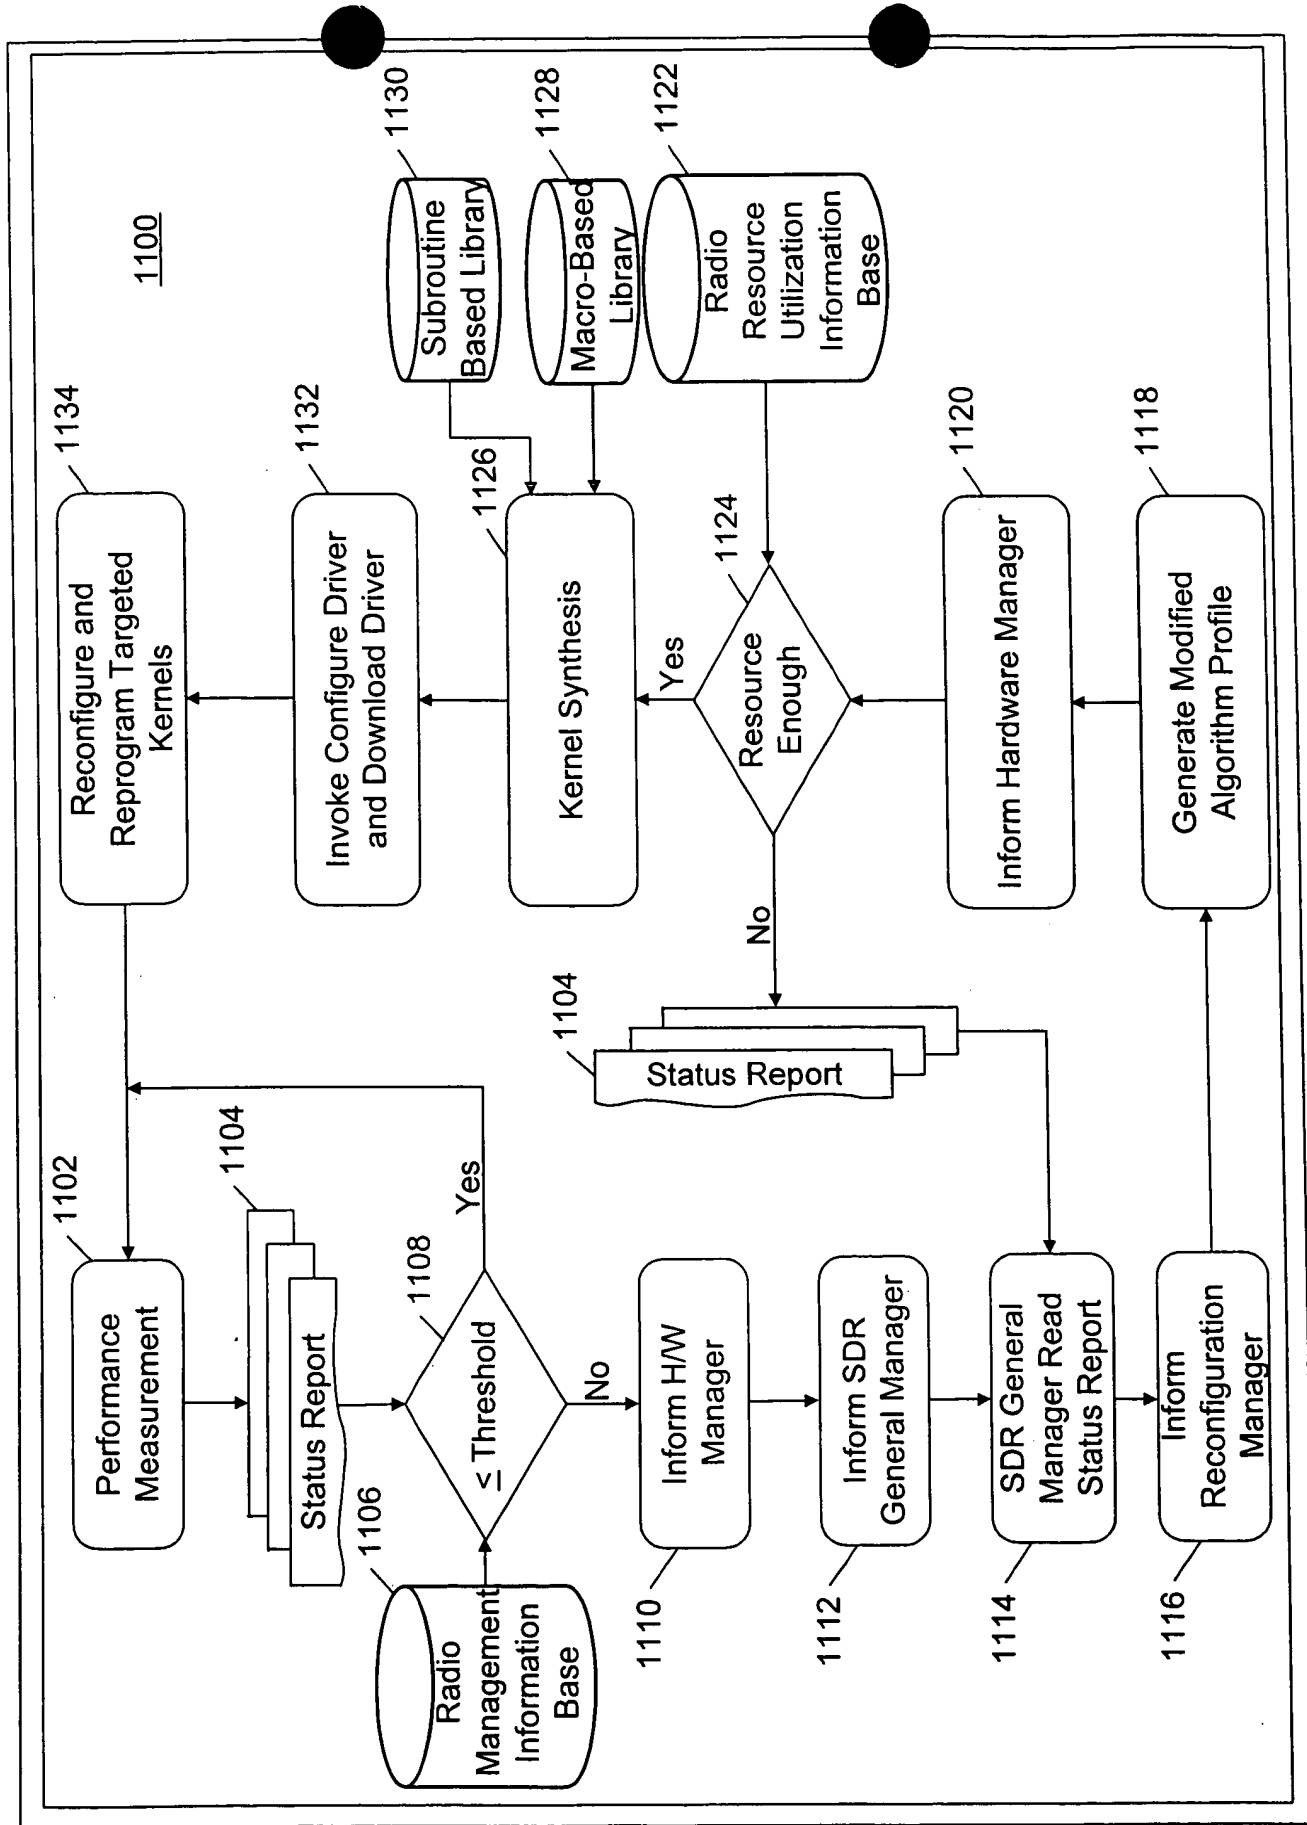 1100
1102
Performance
Measurement
1104
Status Report
1106
Radio
Management
Information
Base
1108
≤ Threshold
Yes
No
1110
Inform H/W
Manager
1112
Inform SDR
General Manager
1114
SDR General
Manager Read
Status Report
1116
Inform
Reconfiguration
Manager
1134
Reconfigure and
Reprogram Targeted
Kernels
1132
Invoke Configure Driver
and Download Driver
1126
Kernel Synthesis
1130
Subroutine
Based Library
1128
Macro-Based
Library
1122
Radio
Resource
Utilization
Information
Base
1124
Resource
Enough
Yes
No
1104
Status Report
1120
Inform Hardware Manager
1118
Generate Modified
Algorithm Profile